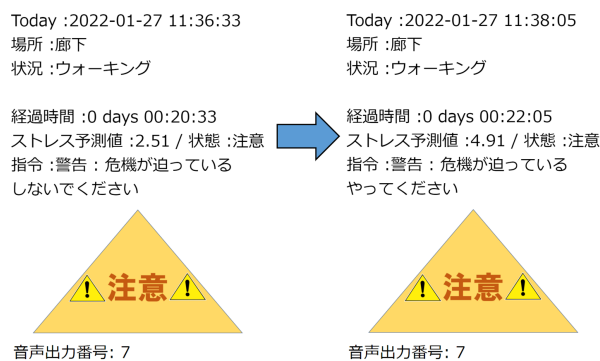 Today :2022-01-27 11:36:33
場所 :廊下
状況 :ウォーキング
経過時間 :0 days 00:20:33
ストレス予測値 :2.51 / 状態 :注意
指令 :警告 : 危機が迫っている
しないでください
注意
音声出力番号: 7
Today :2022-01-27 11:38:05
場所 :廊下
状況 :ウォーキング
経過時間 :0 days 00:22:05
ストレス予測値 :4.91 / 状態 :注意
指令 :警告 : 危機が迫っている
やってください
注意
音声出力番号: 7